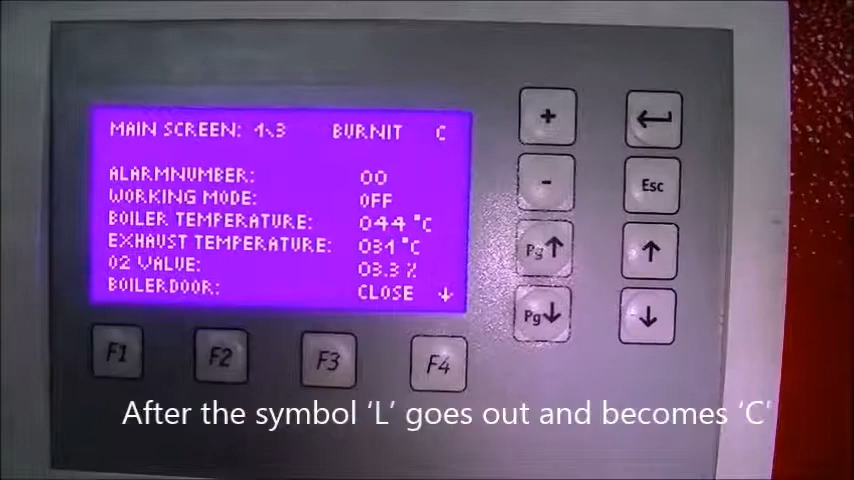 MAIN SCREEN: 1\3 BURNIT C
ALARMNUMBER: 00
WORKING MODE: OFF
BOILER TEMPERATURE: 044 °C
EXHAUST TEMPERATURE: 031 °C
O2 VALUE: 03.3 %
BOILERDOOR: CLOSE ↓
+ ↵
- Esc
Pg↑ ↑
Pg↓ ↓
F1 F2 F3 F4
After the symbol ‘L’ goes out and becomes ‘C’